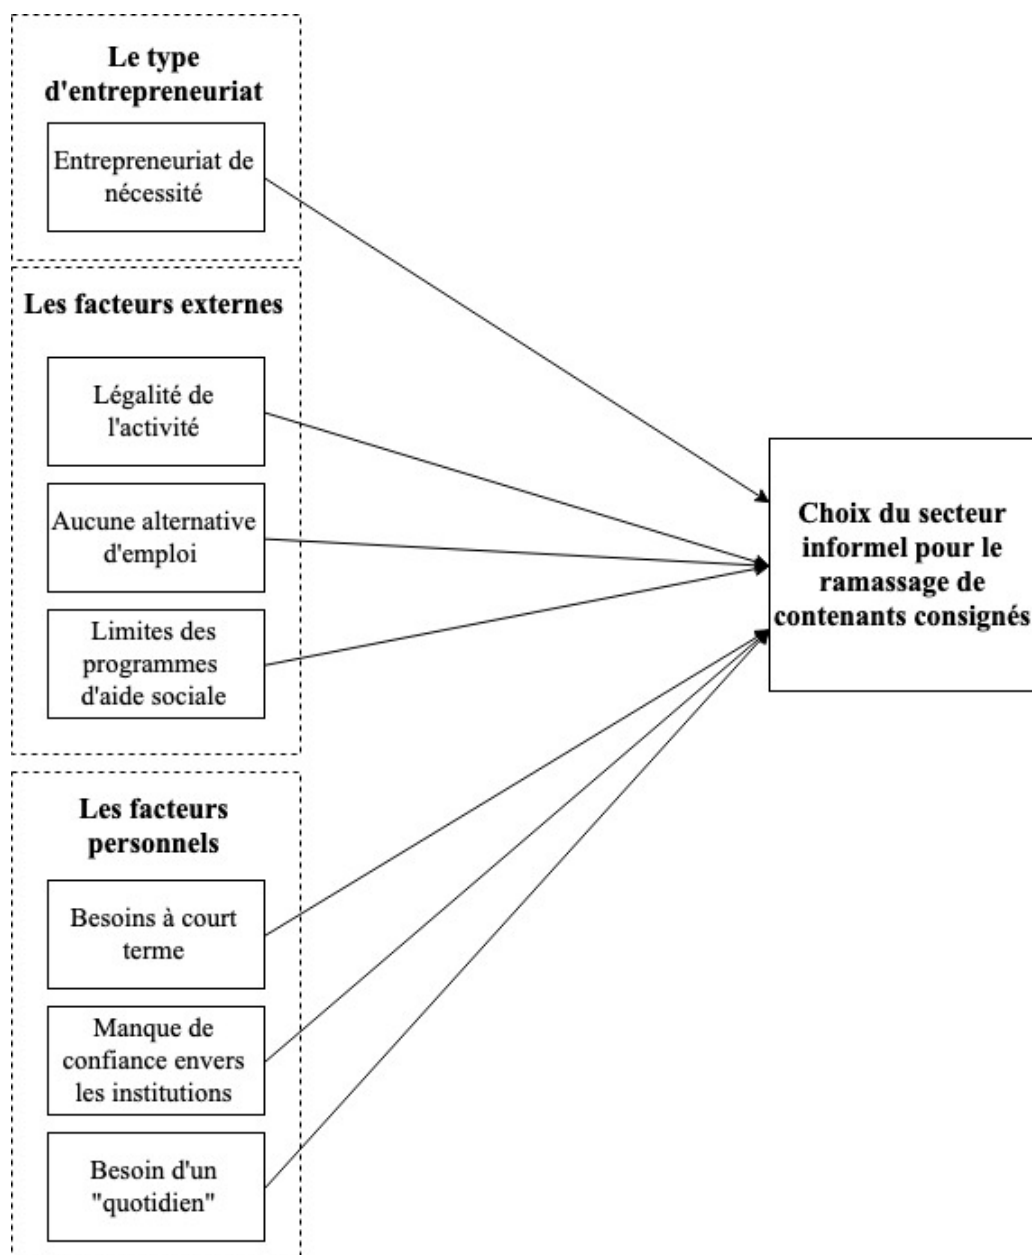 Le type
d'entrepreneuriat
Entrepreneuriat de
nécessité
Les facteurs externes
Légalité de
l'activité
Aucune alternative
d'emploi
Limites des
programmes
d'aide sociale
Choix du secteur
informel pour le
ramassage de
contenants consignés
Les facteurs
personnels
Besoins à court
terme
Manque de
confiance envers
les institutions
Besoin d'un
"quotidien"